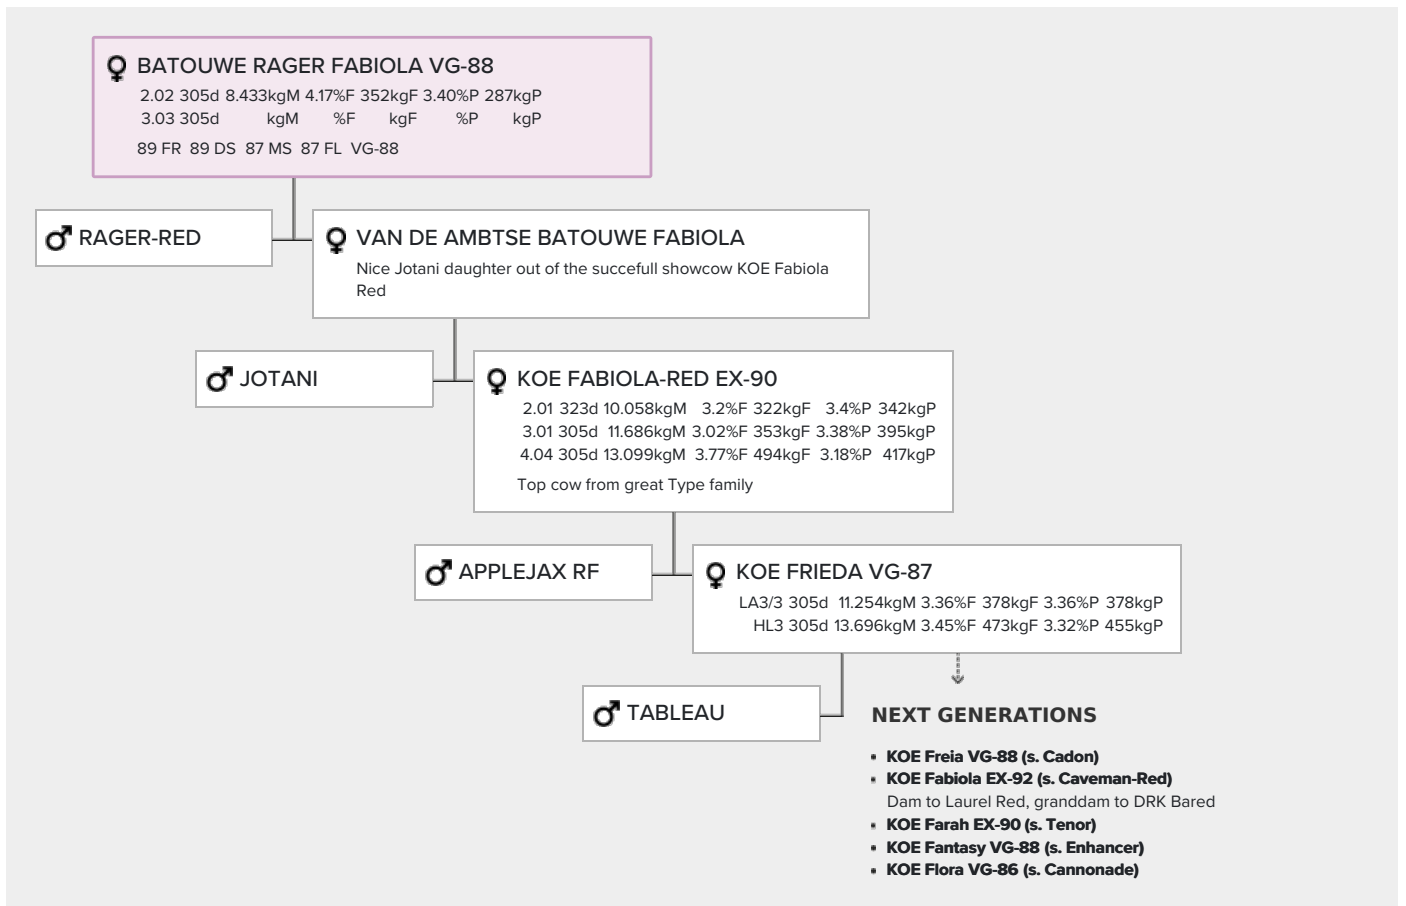 BATOUWE RAGER FABIOLA VG-88
2.02 305d 8.433kgM 4.17%F 352kgF 3.40%P 287kgP
3.03 305d kgM %F kgF %P kgP
89 FR 89 DS 87 MS 87 FL VG-88
RAGER-RED
VAN DE AMBTSE BATOUWE FABIOLA
Nice Jotani daughter out of the succefull showcow KOE Fabiola
Red
JOTANI
KOE FABIOLA-RED EX-90
2.01 323d 10.058kgM 3.2%F 322kgF 3.4%P 342kgP
3.01 305d 11.686kgM 3.02%F 353kgF 3.38%P 395kgP
4.04 305d 13.099kgM 3.77%F 494kgF 3.18%P 417kgP
Top cow from great Type family
APPLEJAX RF
KOE FRIEDA VG-87
LA3/3 305d 11.254kgM 3.36%F 378kgF 3.36%P 378kgP
HL3 305d 13.696kgM 3.45%F 473kgF 3.32%P 455kgP
TABLEAU
NEXT GENERATIONS
• KOE Freia VG-88 (s. Cadon)
• KOE Fabiola EX-92 (s. Caveman-Red)
Dam to Laurel Red, granddam to DRK Bared
• KOE Farah EX-90 (s. Tenor)
• KOE Fantasy VG-88 (s. Enhancer)
• KOE Flora VG-86 (s. Cannonade)